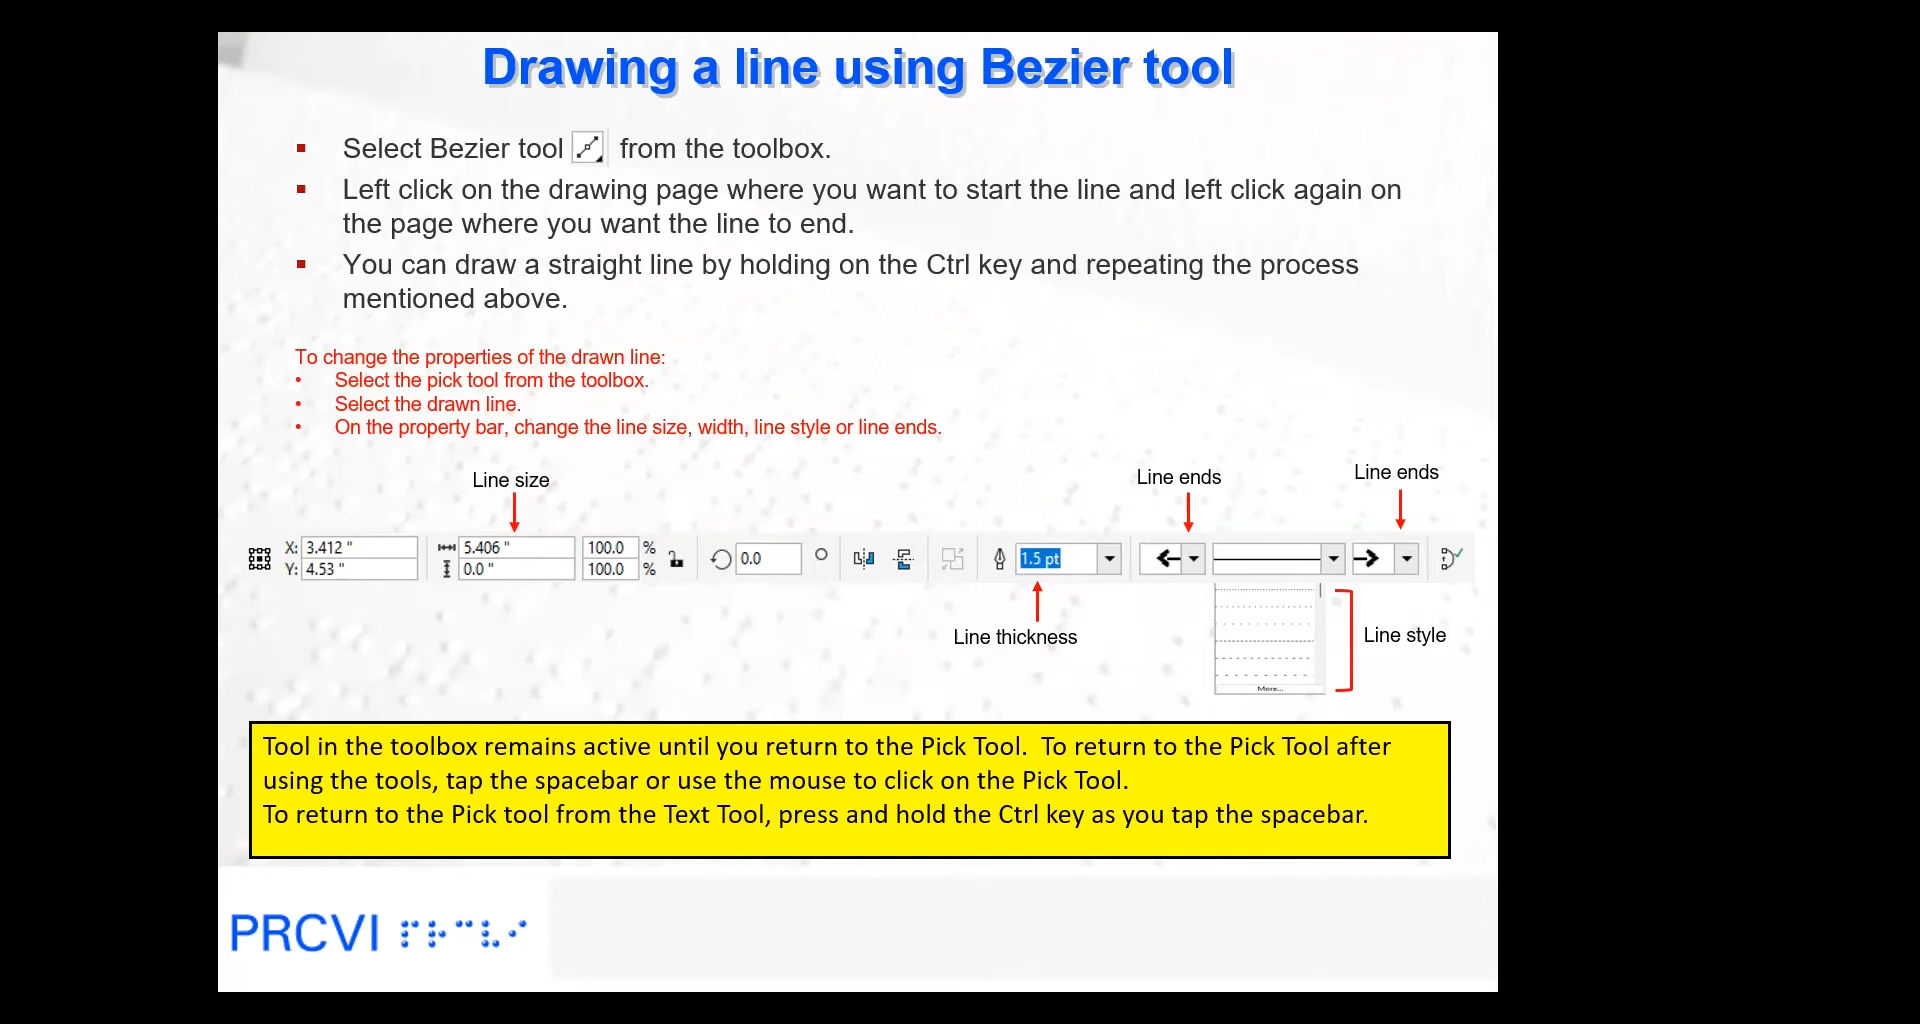 Drawing a line using Bezier tool
Select Bezier tool from the toolbox.
Left click on the drawing page where you want to start the line and left click again on
the page where you want the line to end.
You can draw a straight line by holding on the Ctrl key and repeating the process
mentioned above.
To change the properties of the drawn line:
• Select the pick tool from the toolbox.
• Select the drawn line.
• On the property bar, change the line size, width, line style or line ends.
Line size
Line ends
Line ends
X: 3.412 " 5.406 " 100.0 %
Y: 4.53 " 0.0 " 100.0 %
0.0
1.5 pt
Line thickness
Line style
More...
Tool in the toolbox remains active until you return to the Pick Tool.  To return to the Pick Tool after
using the tools, tap the spacebar or use the mouse to click on the Pick Tool.
To return to the Pick tool from the Text Tool, press and hold the Ctrl key as you tap the spacebar.
PRCVI ⠏⠗⠉⠧⠊